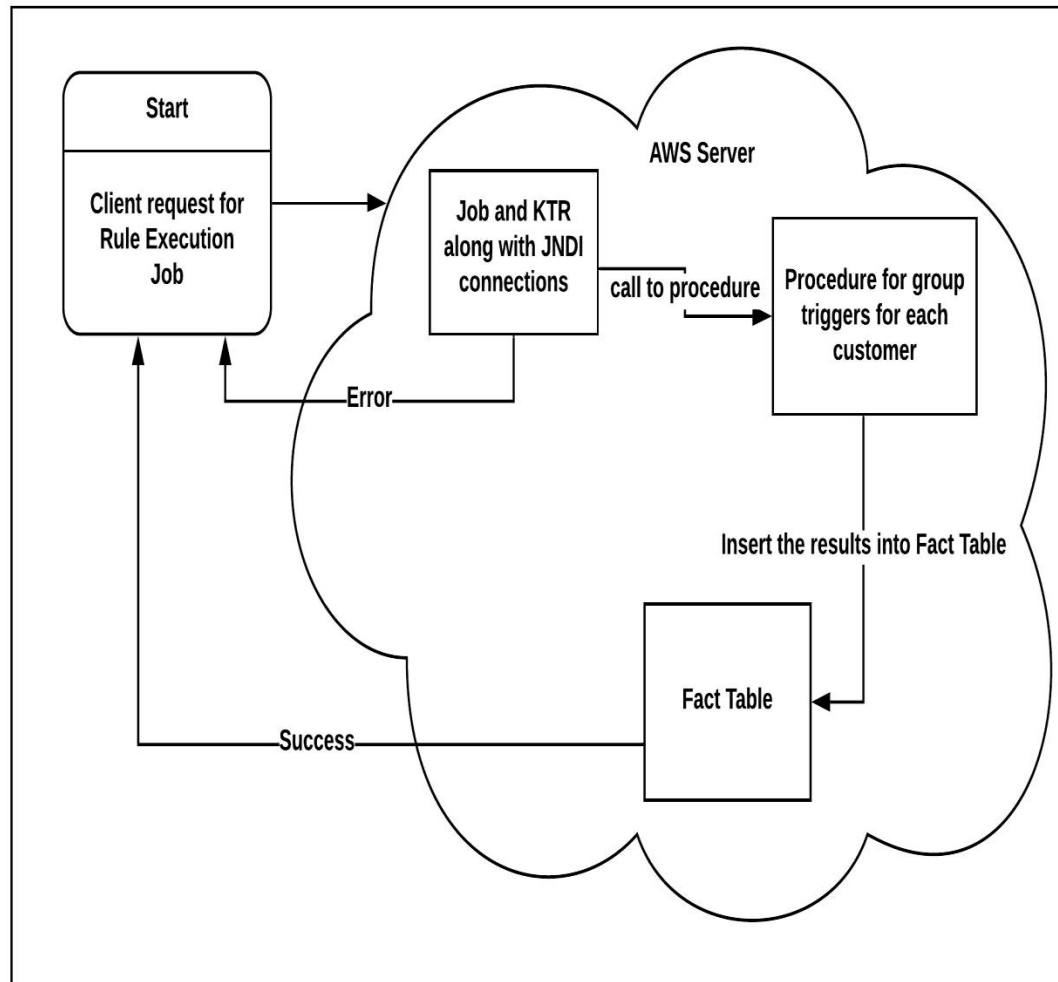 Start
Client request for
Rule Execution
Job
AWS Server
Job and KTR
along with JNDI
connections
call to procedure
Procedure for group
triggers for each
customer
Error
Insert the results into Fact Table
Fact Table
Success